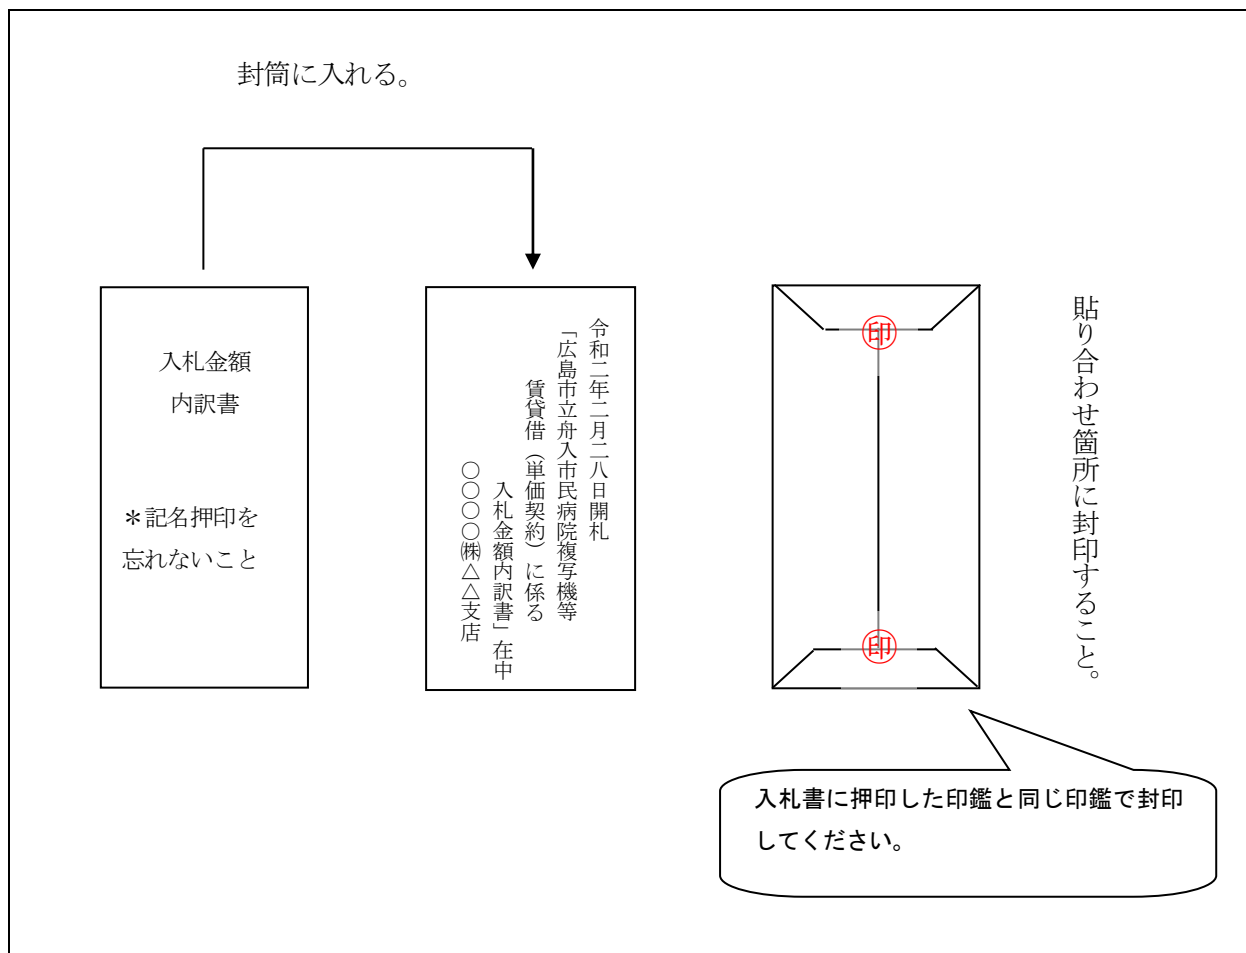 封筒に入れる。
入札金額
内訳書
＊記名押印を
忘れないこと
令和二年二月二八日開札
「広島市立舟入市民病院複写機等
賃貸借（単価契約）に係る
入札金額内訳書」在中
〇〇〇〇㈱△△支店
印
印
貼り合わせ箇所に封印すること。
入札書に押印した印鑑と同じ印鑑で封印
してください。